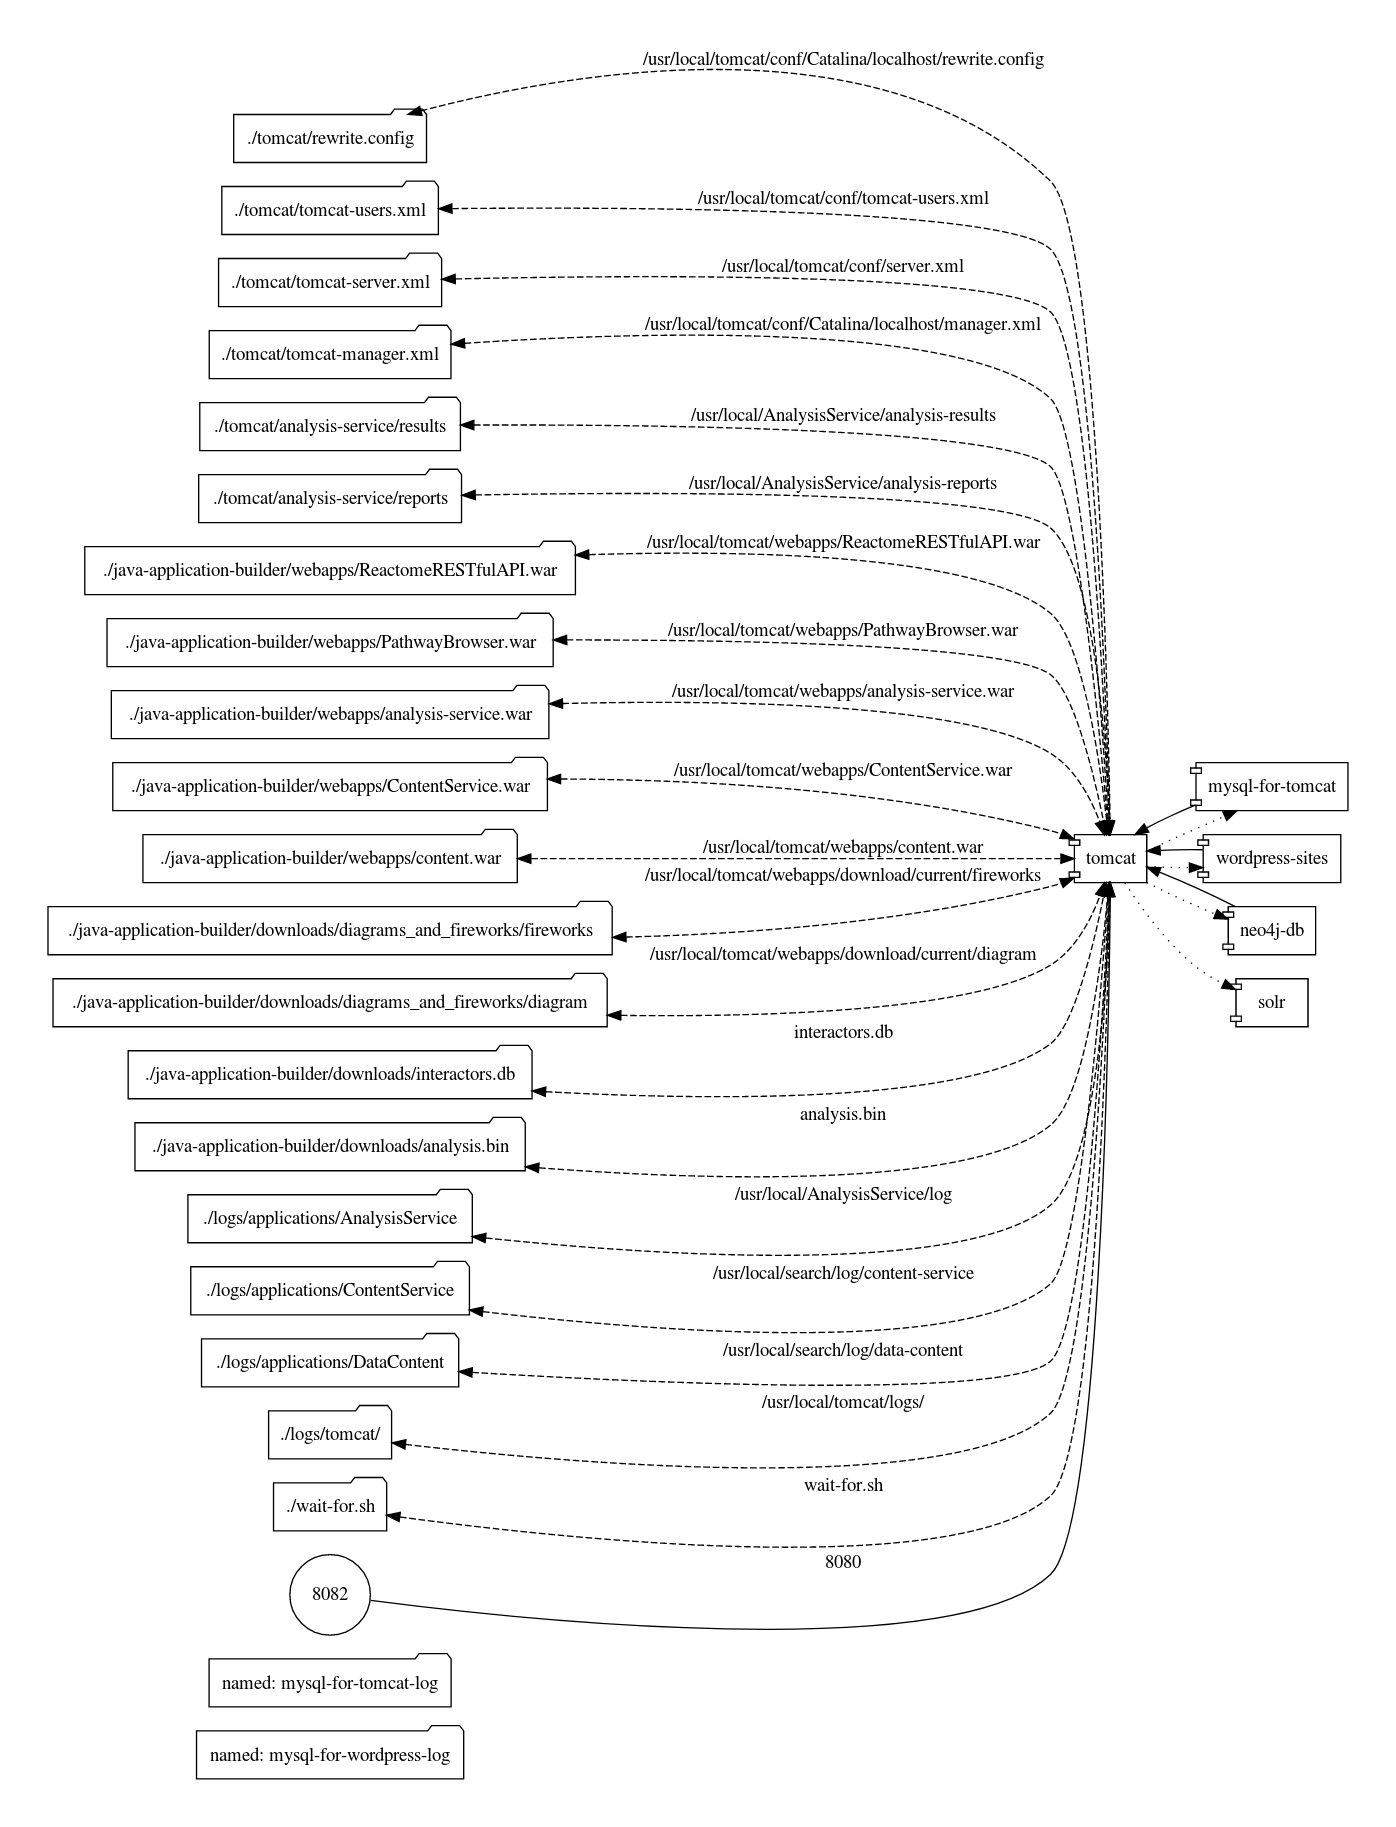 /usr/local/tomcat/conf/Catalina/localhost/rewrite.config
./tomcat/rewrite.config
/usr/local/tomcat/conf/tomcat-users.xml
./tomcat/tomcat-users.xml
/usr/local/tomcat/conf/server.xml
./tomcat/tomcat-server.xml
/usr/local/tomcat/conf/Catalina/localhost/manager.xml
./tomcat/tomcat-manager.xml
/usr/local/AnalysisService/analysis-results
./tomcat/analysis-service/results
/usr/local/AnalysisService/analysis-reports
./tomcat/analysis-service/reports
/usr/local/tomcat/webapps/ReactomeRESTfulAPI.war
./java-application-builder/webapps/ReactomeRESTfulAPI.war
/usr/local/tomcat/webapps/PathwayBrowser.war
./java-application-builder/webapps/PathwayBrowser.war
/usr/local/tomcat/webapps/analysis-service.war
./java-application-builder/webapps/analysis-service.war
/usr/local/tomcat/webapps/ContentService.war
./java-application-builder/webapps/ContentService.war
mysql-for-tomcat
/usr/local/tomcat/webapps/content.war
./java-application-builder/webapps/content.war
tomcat
wordpress-sites
/usr/local/tomcat/webapps/download/current/fireworks
./java-application-builder/downloads/diagrams_and_fireworks/fireworks
neo4j-db
/usr/local/tomcat/webapps/download/current/diagram
./java-application-builder/downloads/diagrams_and_fireworks/diagram
solr
interactors.db
./java-application-builder/downloads/interactors.db
analysis.bin
./java-application-builder/downloads/analysis.bin
/usr/local/AnalysisService/log
./logs/applications/AnalysisService
/usr/local/search/log/content-service
./logs/applications/ContentService
/usr/local/search/log/data-content
./logs/applications/DataContent
/usr/local/tomcat/logs/
./logs/tomcat/
wait-for.sh
./wait-for.sh
8080
8082
named: mysql-for-tomcat-log
named: mysql-for-wordpress-log